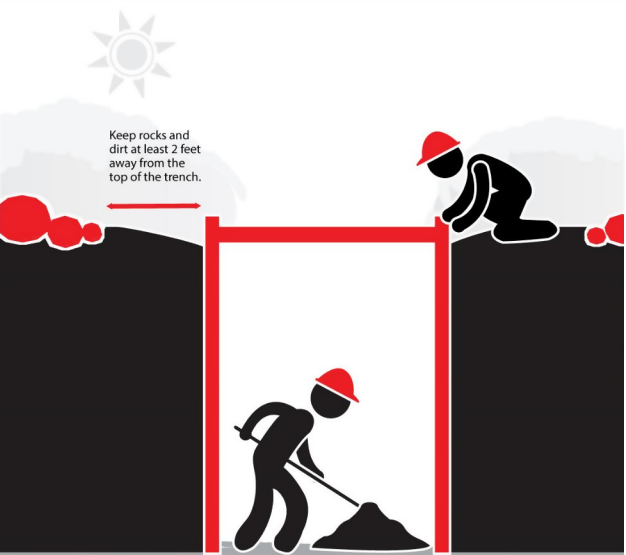 Keep rocks and
dirt at least 2 feet
away from the
top of the trench.